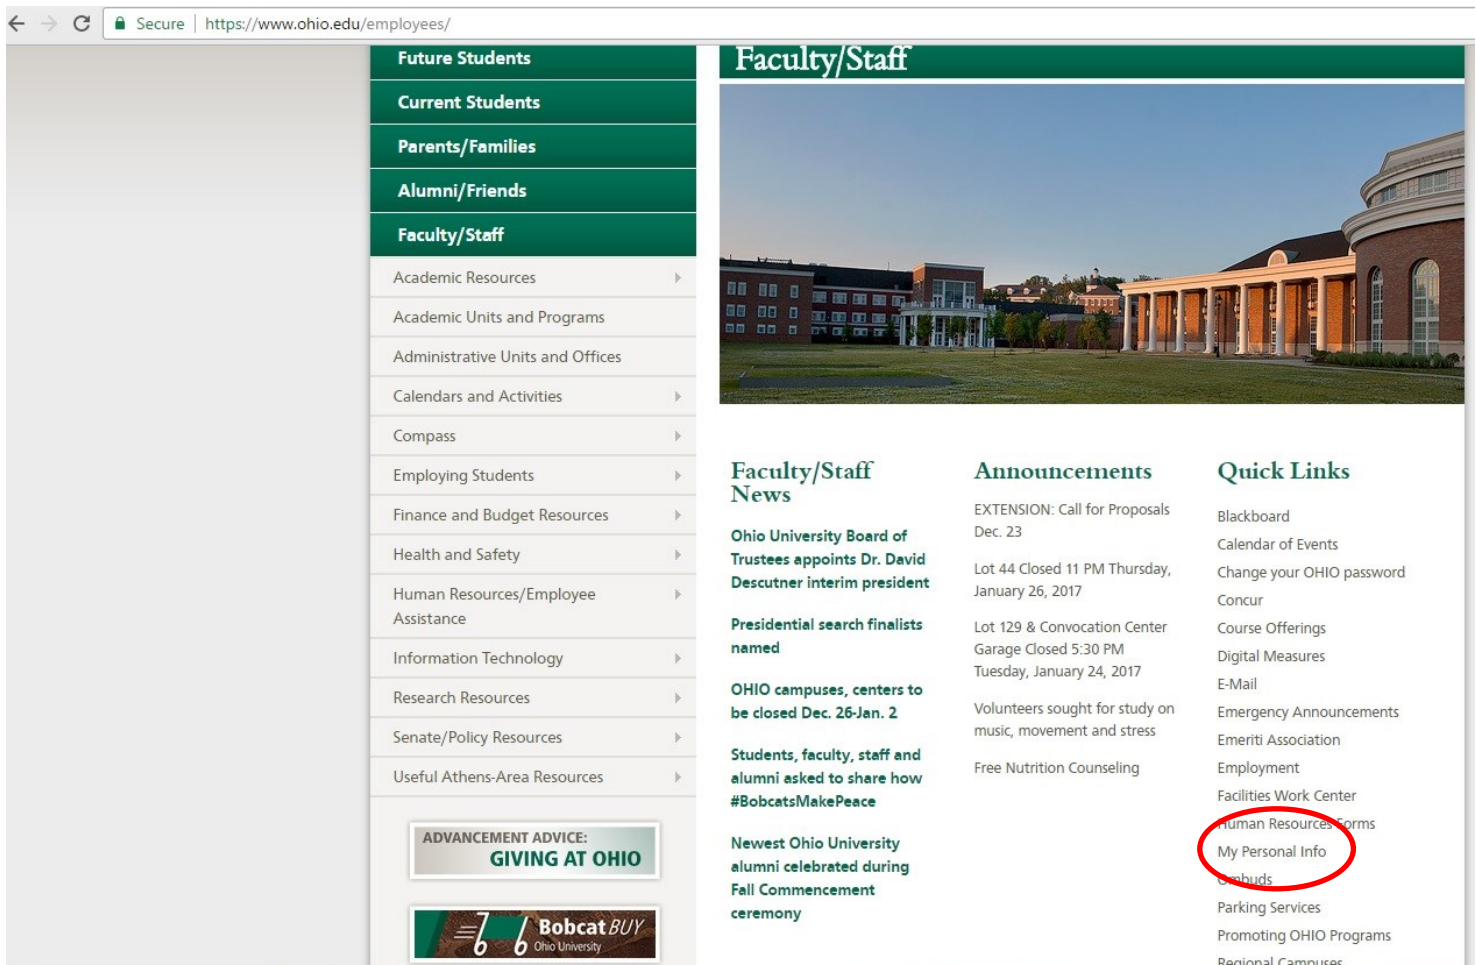 Secure | https://www.ohio.edu/employees/
Future Students
Current Students
Parents/Families
Alumni/Friends
Faculty/Staff
Academic Resources
Academic Units and Programs
Administrative Units and Offices
Calendars and Activities
Compass
Employing Students
Finance and Budget Resources
Health and Safety
Human Resources/Employee
Assistance
Information Technology
Research Resources
Senate/Policy Resources
Useful Athens-Area Resources
ADVANCEMENT ADVICE:
GIVING AT OHIO
Bobcat BUY
Ohio University
Faculty/Staff
Faculty/Staff
News
Ohio University Board of
Trustees appoints Dr. David
Descutner interim president
Presidential search finalists
named
OHIO campuses, centers to
be closed Dec. 26-Jan. 2
Students, faculty, staff and
alumni asked to share how
#BobcatsMakePeace
Newest Ohio University
alumni celebrated during
Fall Commencement
ceremony
Announcements
EXTENSION: Call for Proposals
Dec. 23
Lot 44 Closed 11 PM Thursday,
January 26, 2017
Lot 129 & Convocation Center
Garage Closed 5:30 PM
Tuesday, January 24, 2017
Volunteers sought for study on
music, movement and stress
Free Nutrition Counseling
Quick Links
Blackboard
Calendar of Events
Change your OHIO password
Concur
Course Offerings
Digital Measures
E-Mail
Emergency Announcements
Emeriti Association
Employment
Facilities Work Center
Human Resources Forms
My Personal Info
Ombuds
Parking Services
Promoting OHIO Programs
Regional Campuses